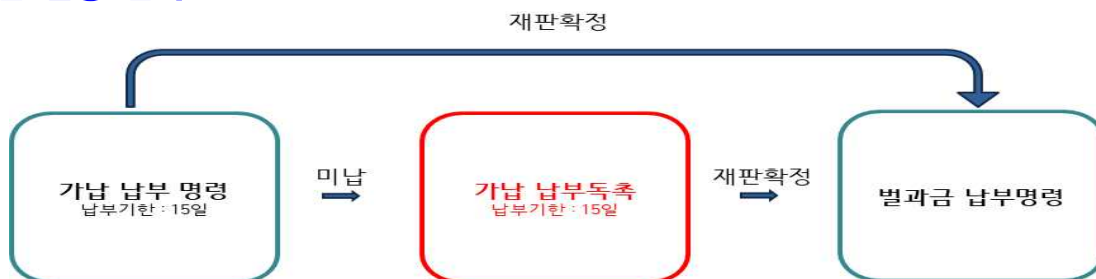 재판확정
가납 납부 명령
납부기한 : 15일
미납
가납 납부독촉
납부기한 : 15일
재판확정
벌과금 납부명령